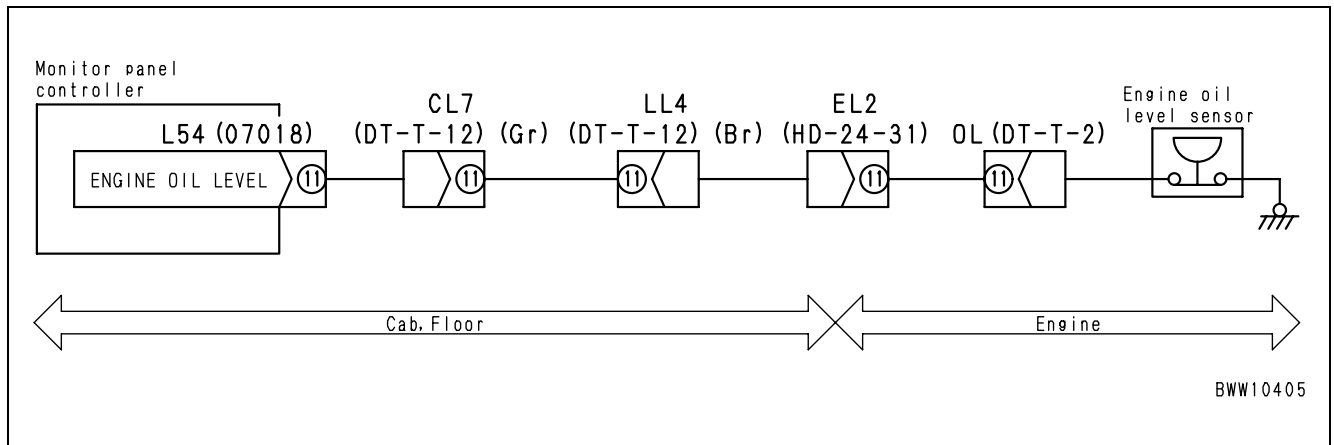 Monitor panel
controller
CL7
LL4
EL2
Engine oil
level sensor
L54 (07018)
(DT-T-12) (Gr)
(DT-T-12) (Br)
(HD-24-31)
OL (DT-T-2)
ENGINE OIL LEVEL
11
11
11
11
11
Cab, Floor
Engine
BWW10405